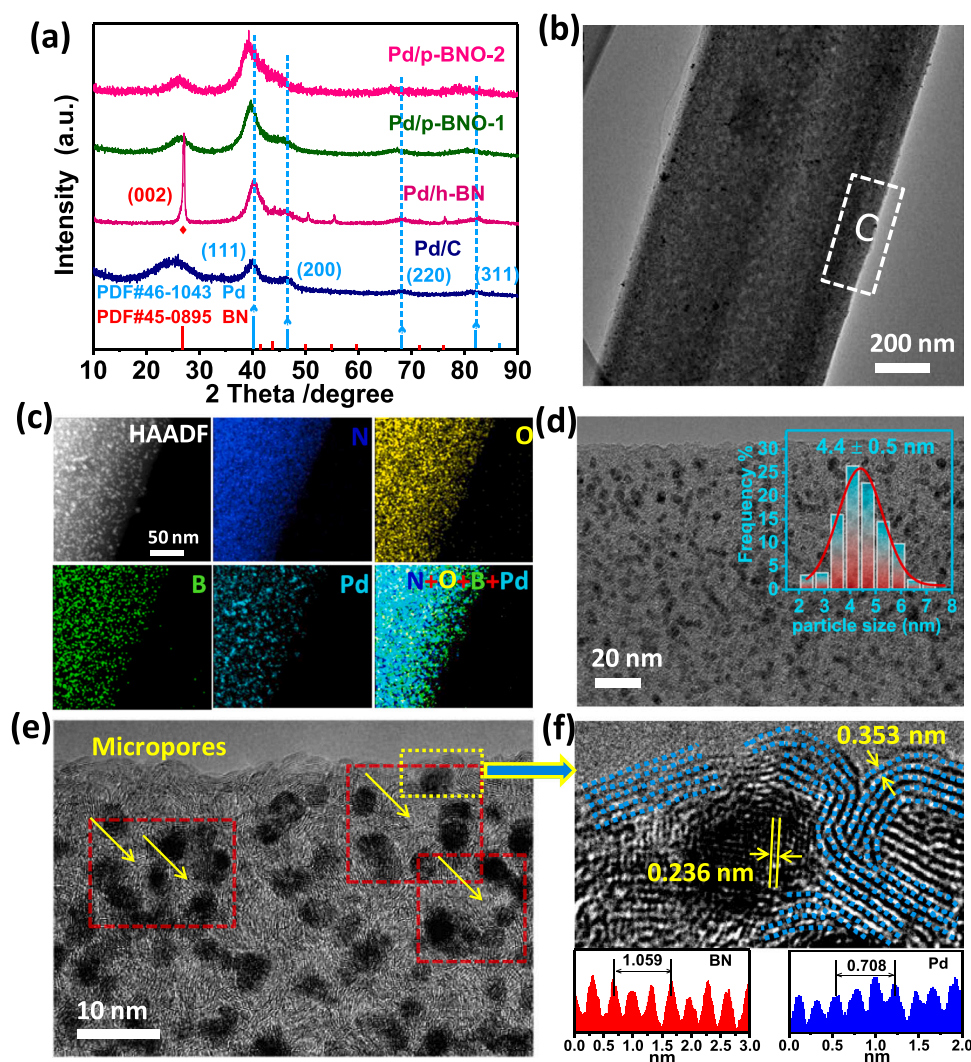 (a)
Intensity (a.u.)
Pd/p-BNO-2
Pd/p-BNO-1
Pd/h-BN
(002)
Pd/C
(111)
(200)
(220)
(311)
PDF#46-1043 Pd
PDF#45-0895 BN
10 20 30 40 50 60 70 80 90
2 Theta /degree
(b)
C
200 nm
(c)
HAADF
50 nm
N
O
B
Pd
N+O+B+Pd
(d)
4.4 ± 0.5 nm
Frequency %
30
25
20
15
10
5
0
2 3 4 5 6 7 8
particle size (nm)
20 nm
(e)
Micropores
10 nm
(f)
0.353 nm
0.236 nm
1.059
BN
0.0 0.5 1.0 1.5 2.0 2.5 3.0
nm
0.708
Pd
0.0 0.5 1.0 1.5 2.0
nm